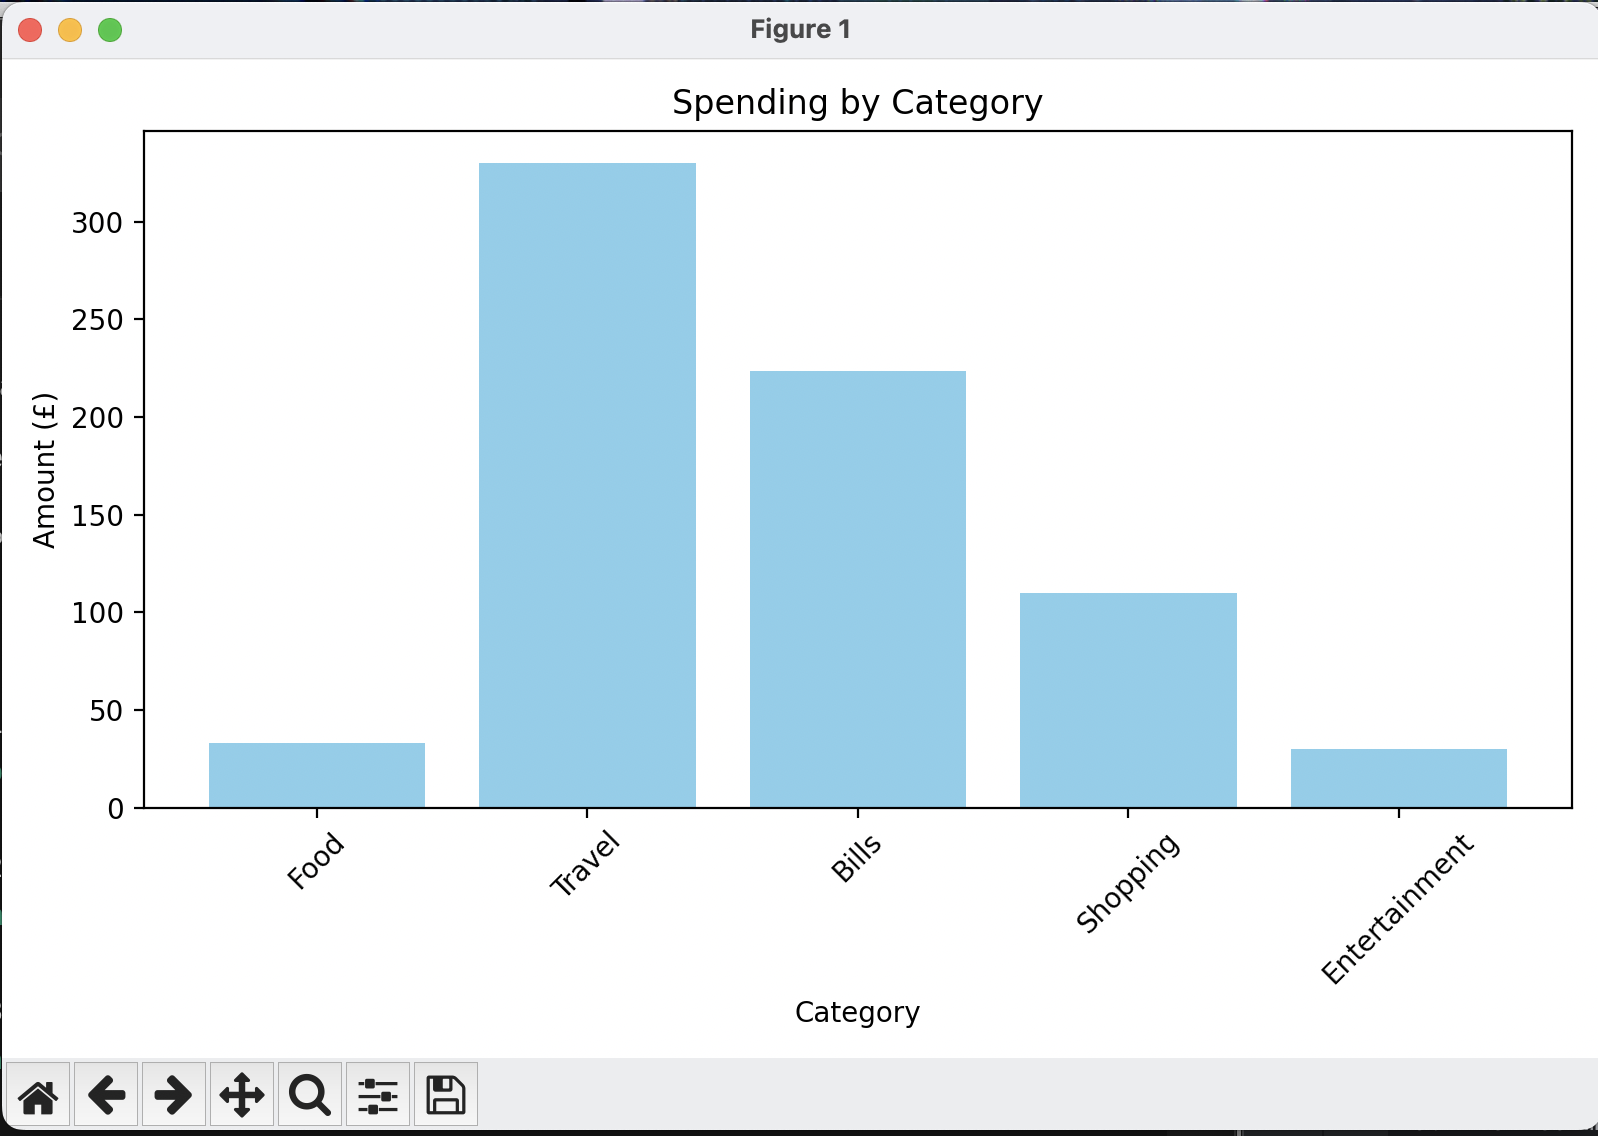 Figure 1
Spending by Category
300
250
200
150
100
50
0
Amount (£)
Food
Travel
Bills
Shopping
Entertainment
Category